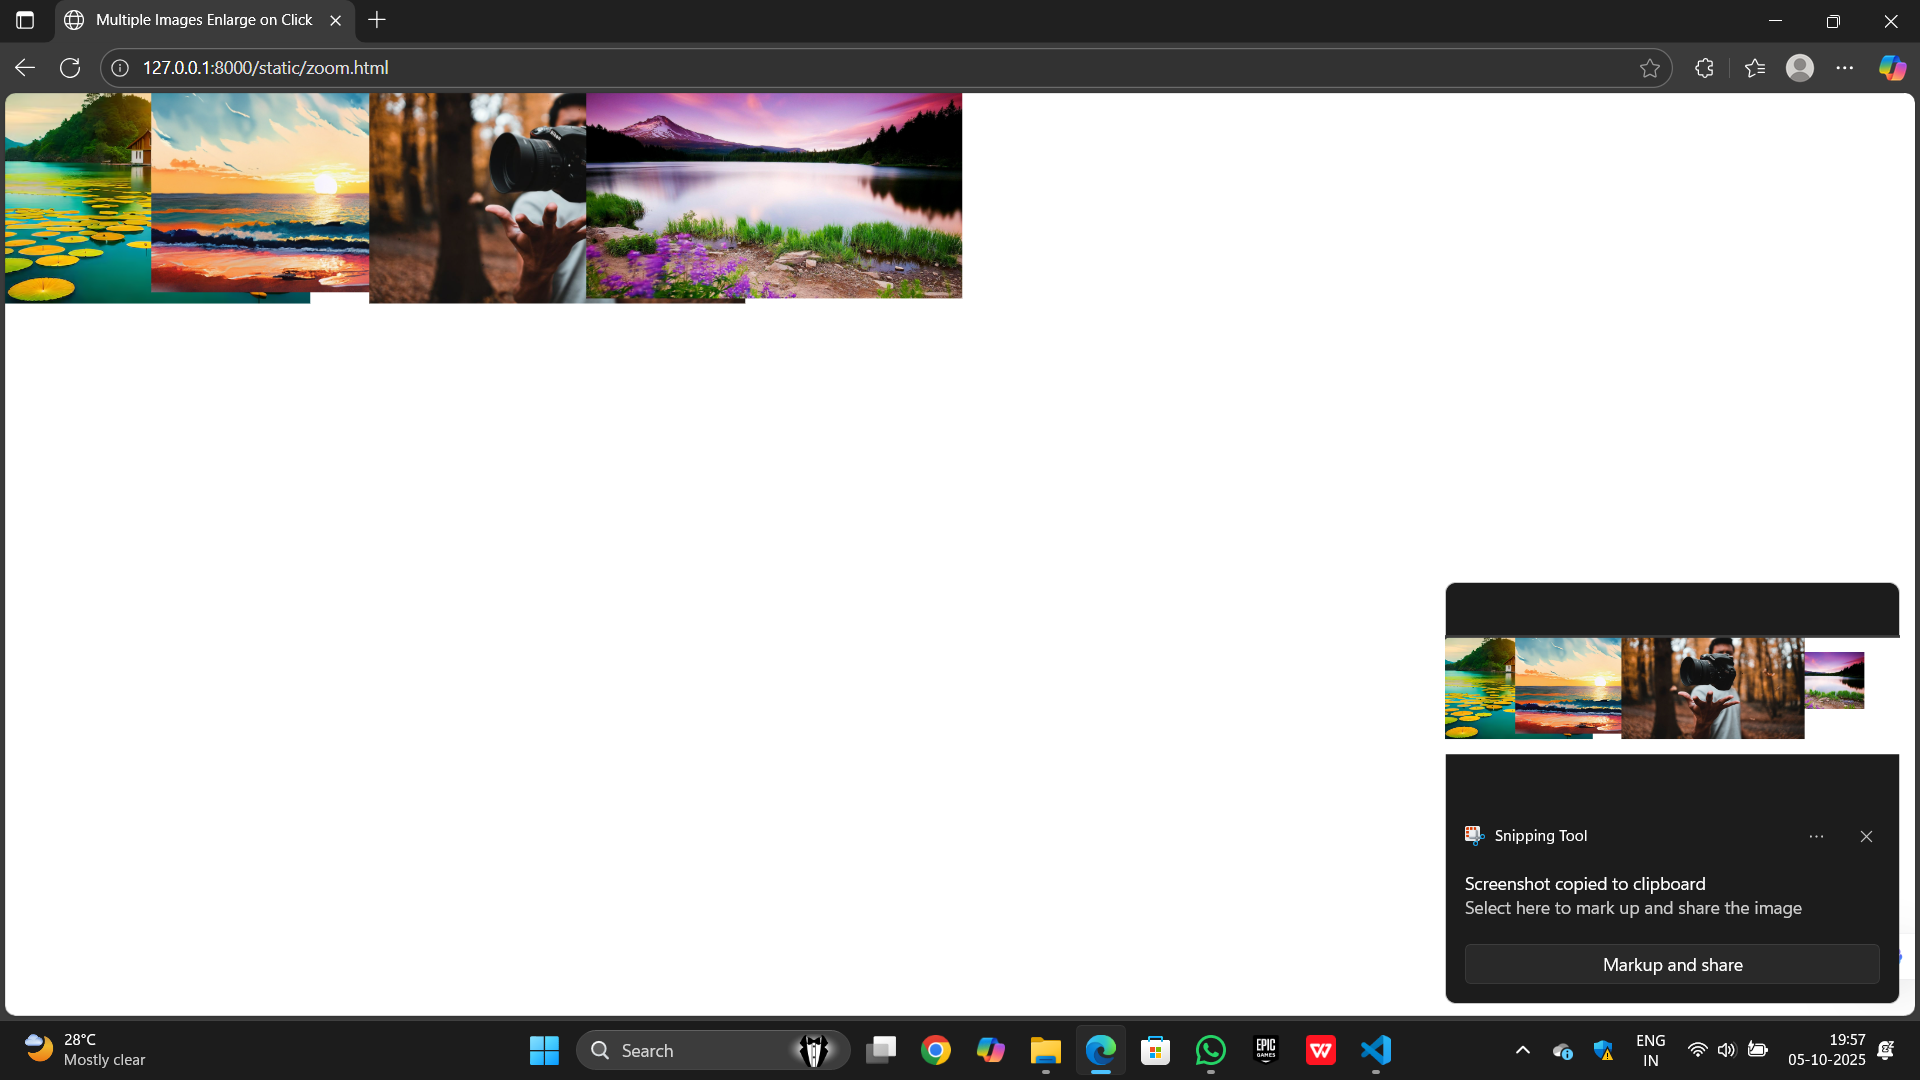 Multiple Images Enlarge on Click
127.0.0.1:8000/static/zoom.html
Snipping Tool
Screenshot copied to clipboard
Select here to mark up and share the image
Markup and share
28°C
Mostly clear
Search
EPIC
GAMES
W
ENG
IN
19:57
05-10-2025